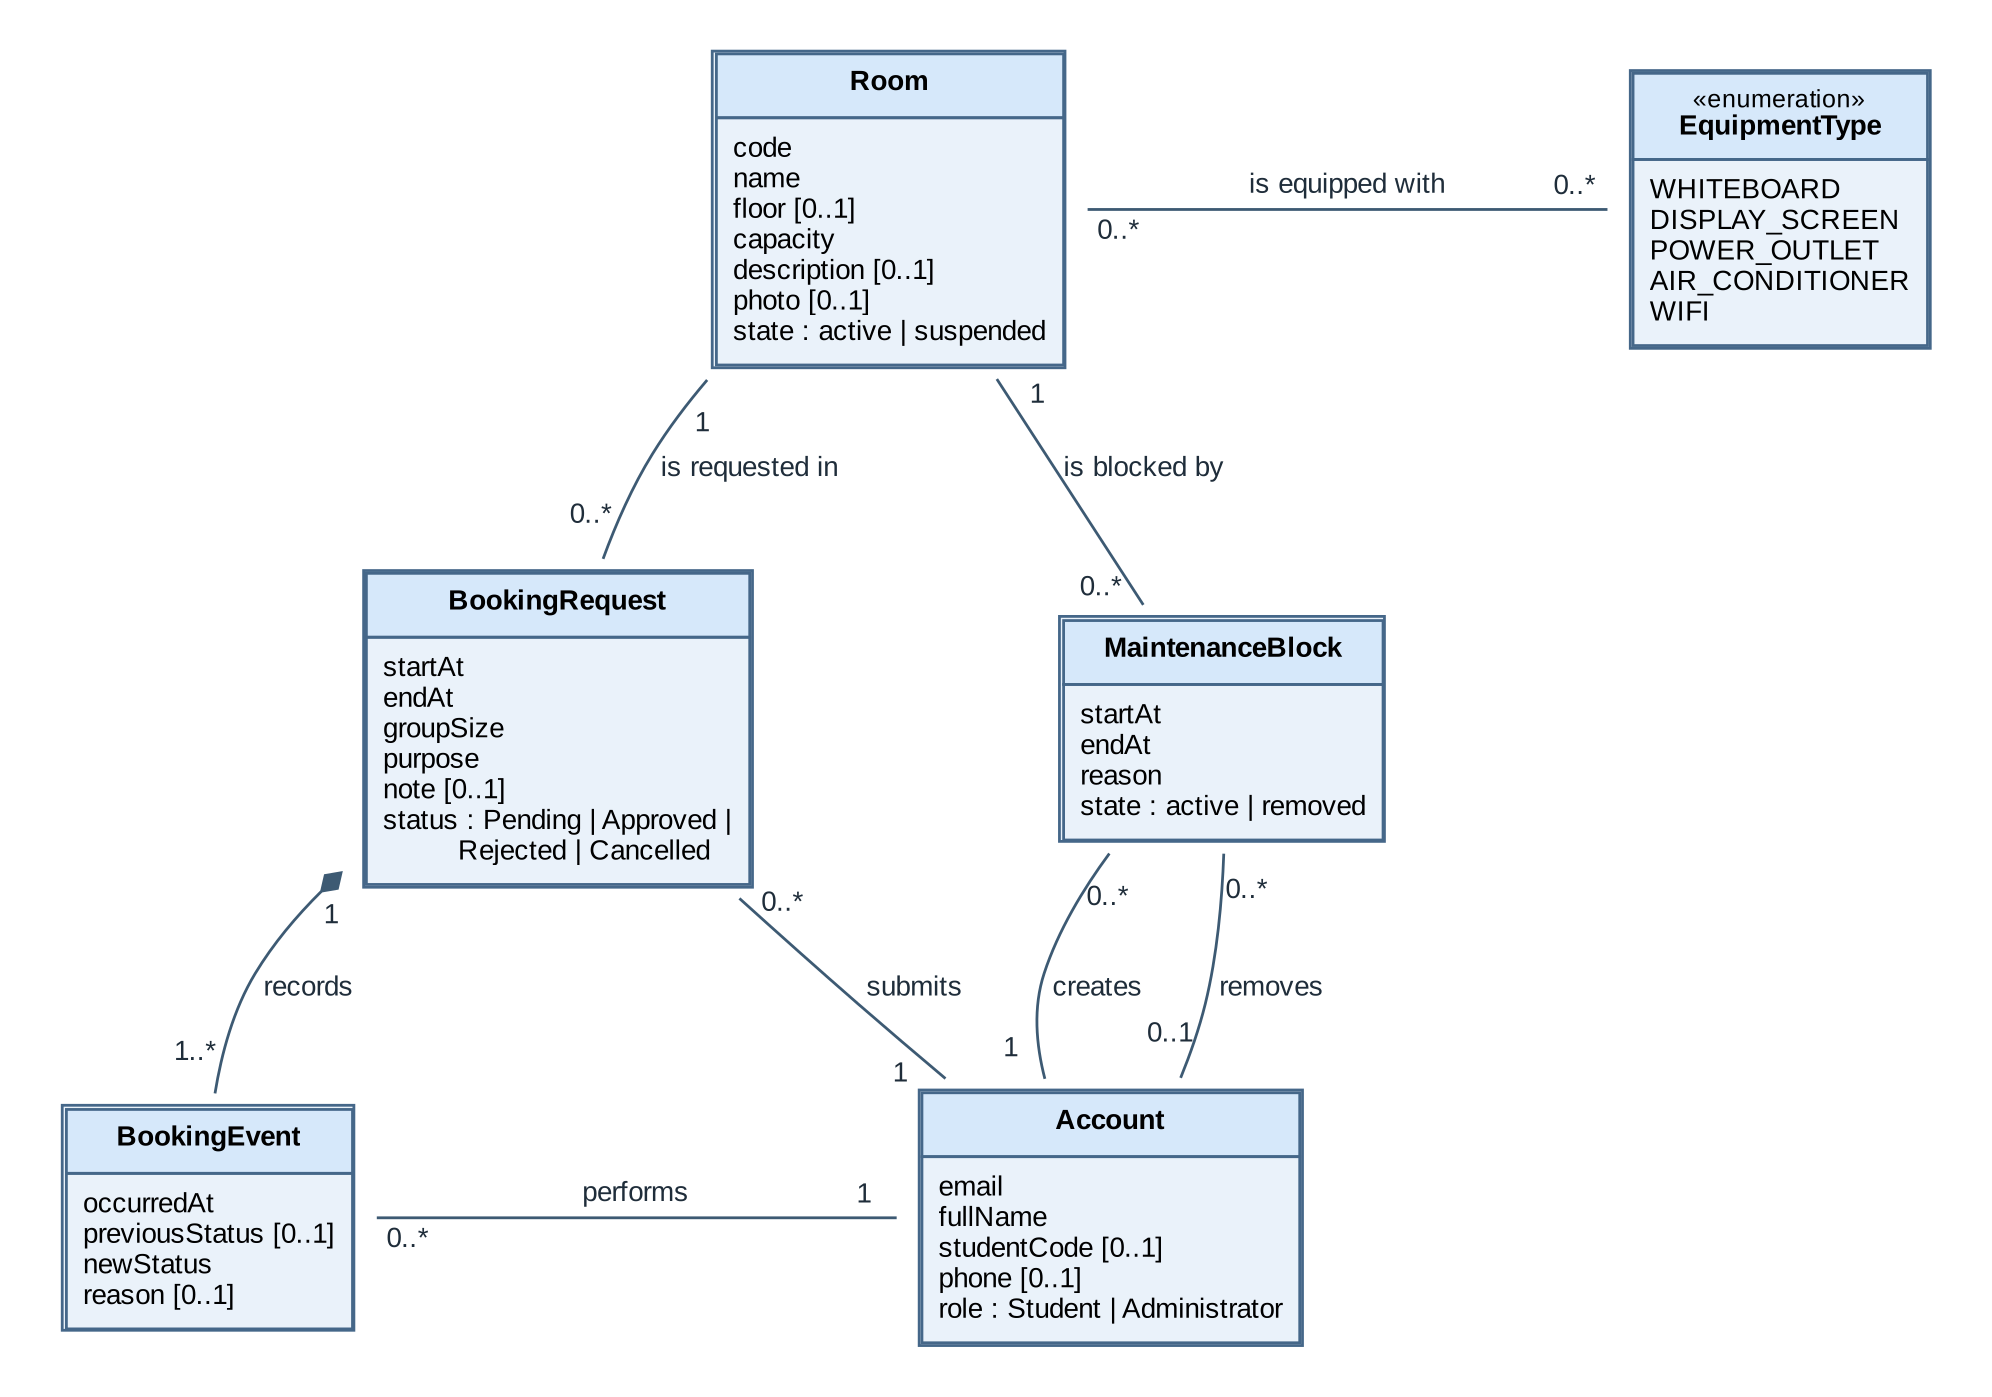 Room
code
name
floor [0..1]
capacity
description [0..1]
photo [0..1]
state : active | suspended
«enumeration»
EquipmentType
WHITEBOARD
DISPLAY_SCREEN
POWER_OUTLET
AIR_CONDITIONER
WIFI
is equipped with
0..*
0..*
1
is requested in
0..*
1
is blocked by
0..*
BookingRequest
startAt
endAt
groupSize
purpose
note [0..1]
status : Pending | Approved |
Rejected | Cancelled
MaintenanceBlock
startAt
endAt
reason
state : active | removed
1
records
1..*
0..*
submits
1
0..*
creates
1
0..*
removes
0..1
BookingEvent
occurredAt
previousStatus [0..1]
newStatus
reason [0..1]
performs
1
0..*
Account
email
fullName
studentCode [0..1]
phone [0..1]
role : Student | Administrator